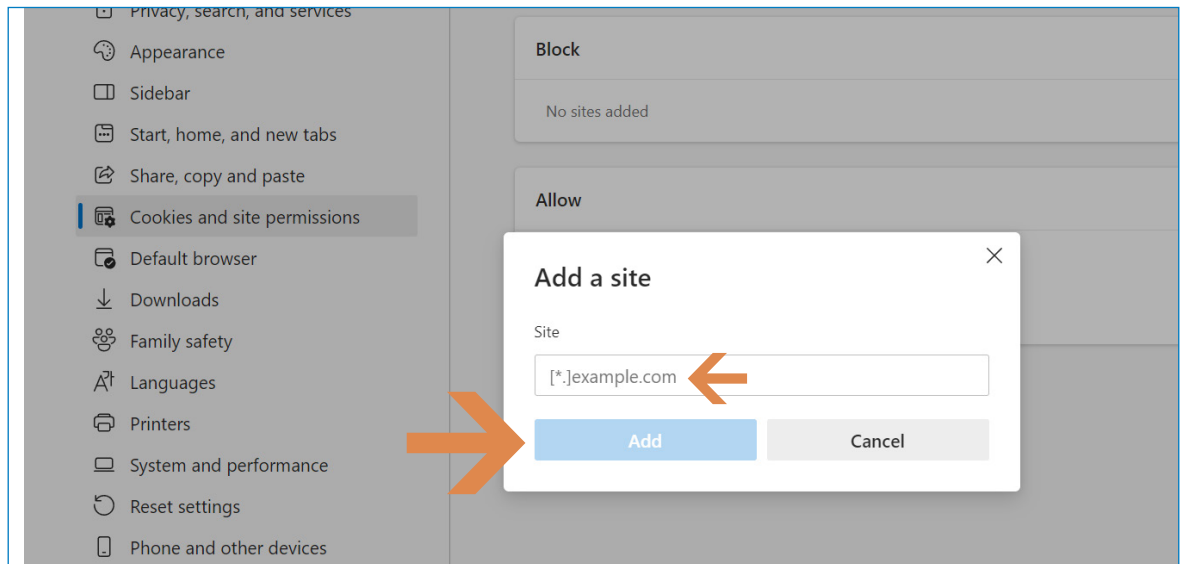 Privacy, search, and services
Appearance
Sidebar
Start, home, and new tabs
Share, copy and paste
Cookies and site permissions
Default browser
Downloads
Family safety
Languages
Printers
System and performance
Reset settings
Phone and other devices
Block
No sites added
Allow
Add a site
Site
[*.]example.com
Add
Cancel